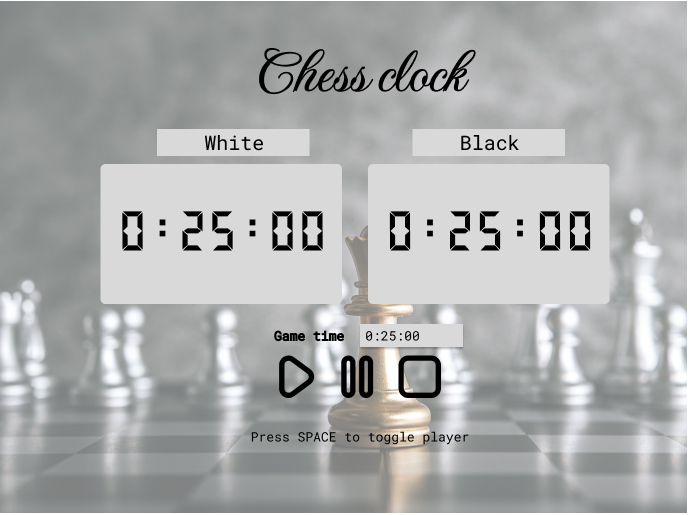 Chess clock
White
Black
0:25:00
0:25:00
Game time
0:25:00
Press SPACE to toggle player